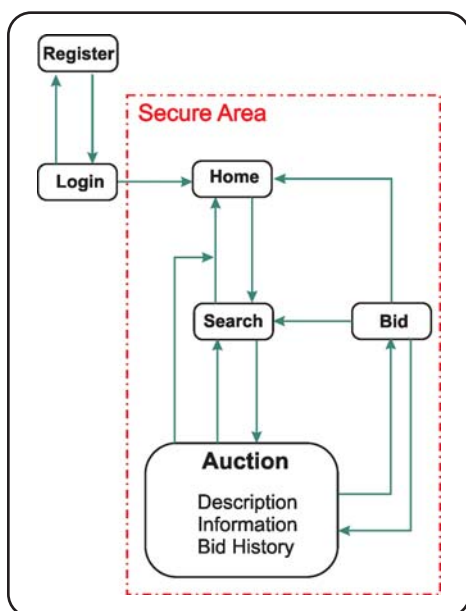 Register
Secure Area
Login
Home
Search
Bid
Auction
Description
Information
Bid History